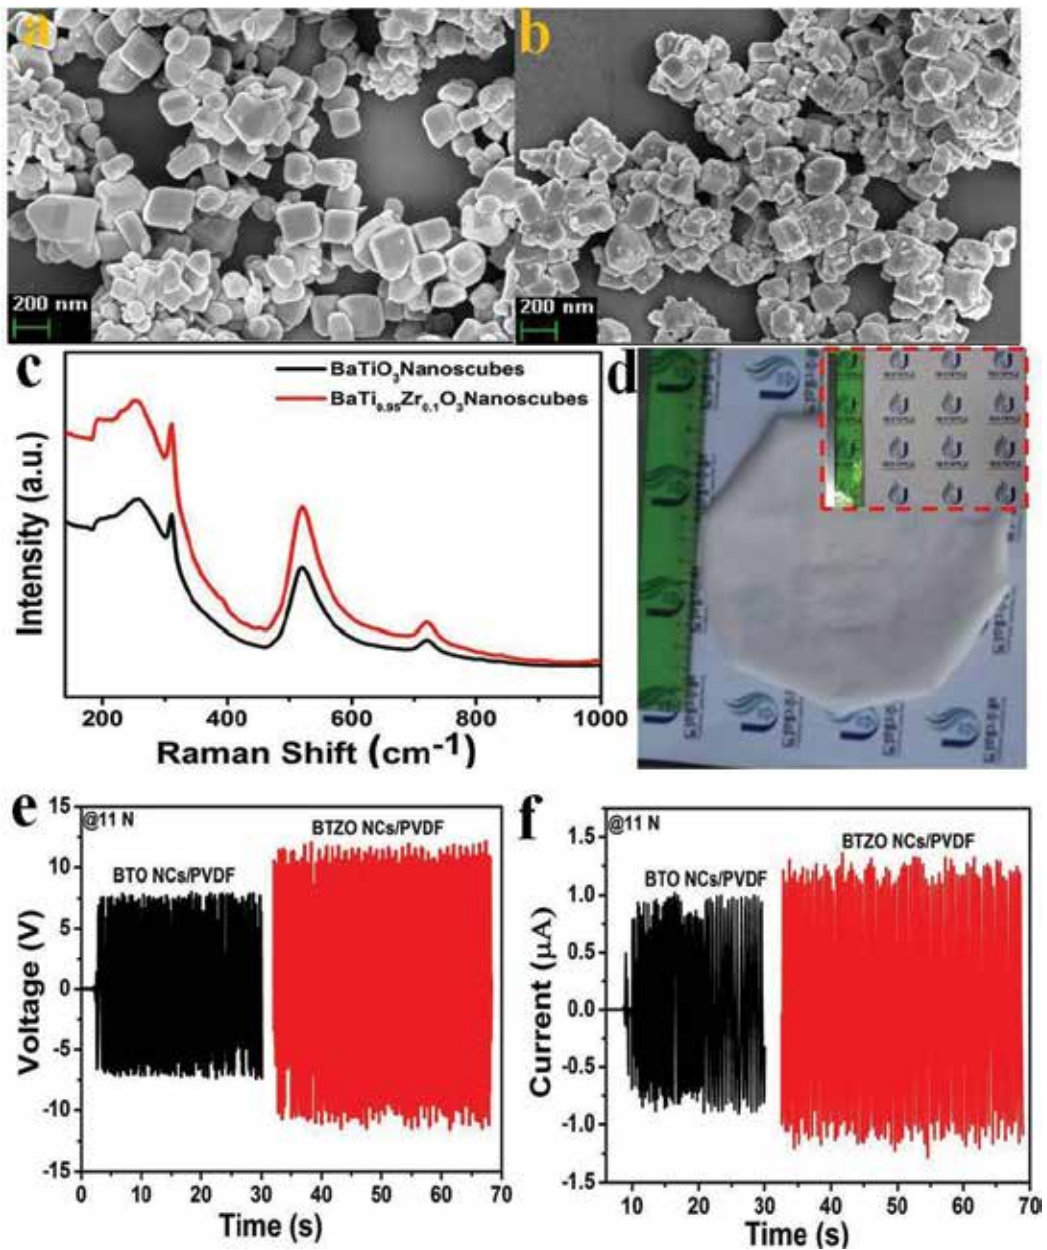 a
b
200 nm
200 nm
c
BaTiO₃Nanoscubes
BaTi₀.₉₅Zr₀.₁O₃Nanoscubes
Intensity (a.u.)
200
400
600
800
1000
Raman Shift (cm⁻¹)
d
e
@11 N
BTO NCs/PVDF
BTZO NCs/PVDF
Voltage (V)
15
10
5
0
-5
-10
-15
0
10
20
30
40
50
60
70
Time (s)
f
@11 N
BTO NCs/PVDF
BTZO NCs/PVDF
Current (µA)
1.5
1.0
0.5
0.0
-0.5
-1.0
-1.5
10
20
30
40
50
60
70
Time (s)